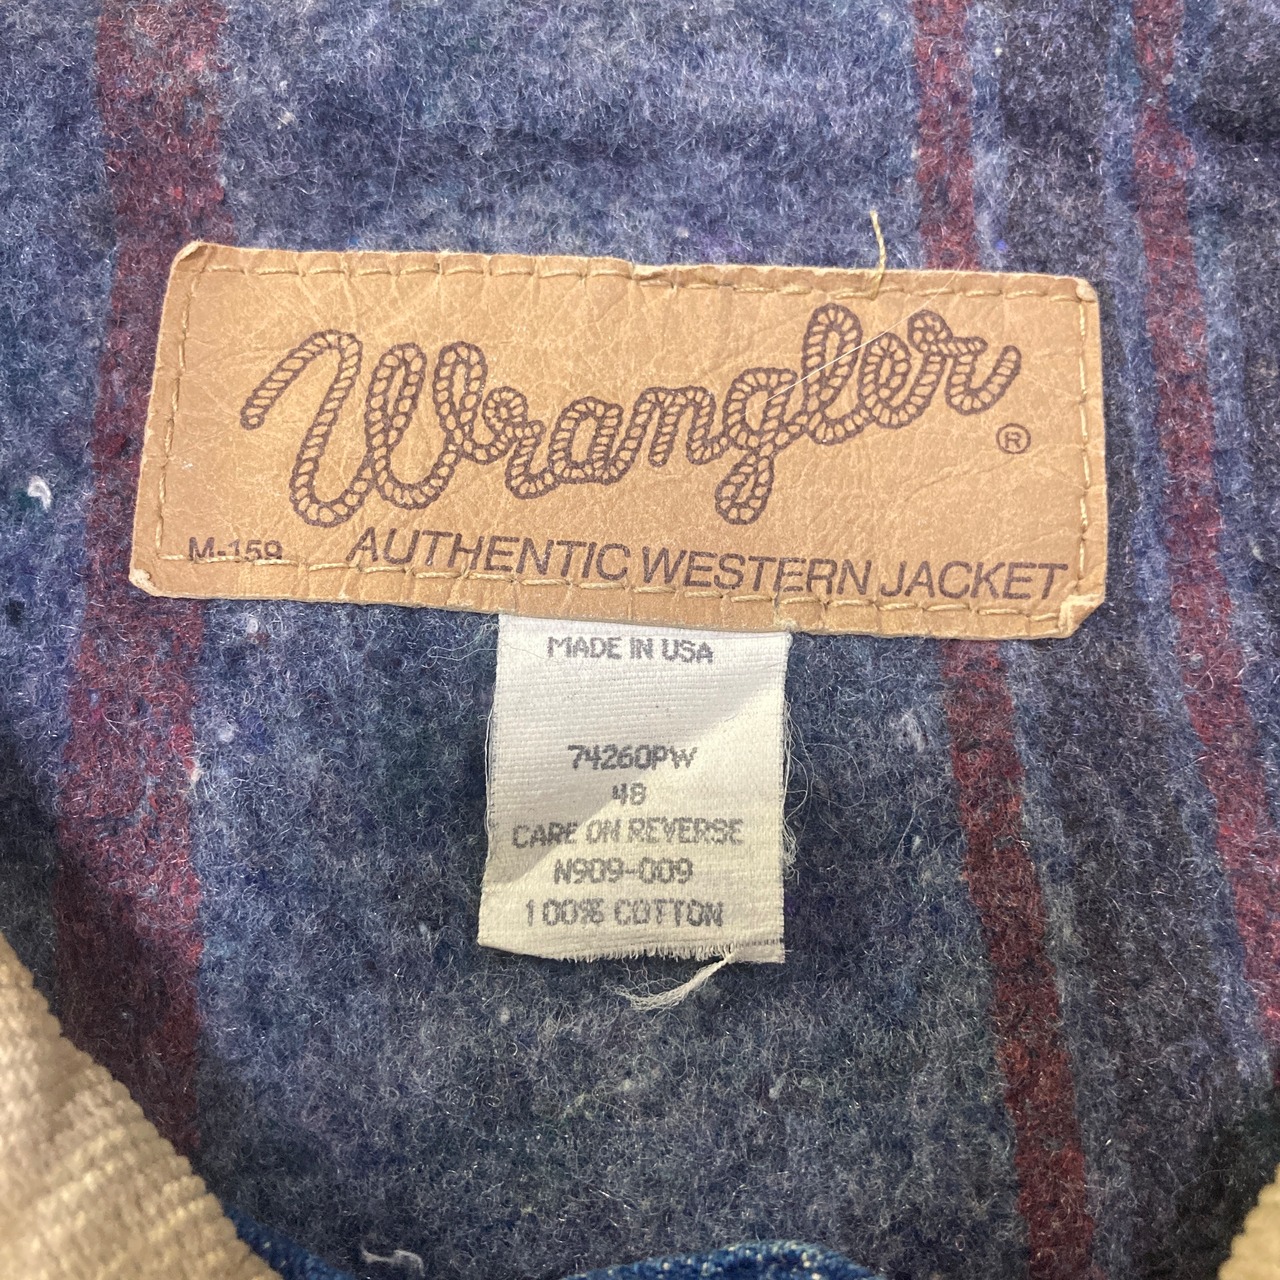 Wrangler®
M-159 AUTHENTIC WESTERN JACKET
MADE IN USA
74260PW
48
CARE ON REVERSE
N909-009
100% COTTON